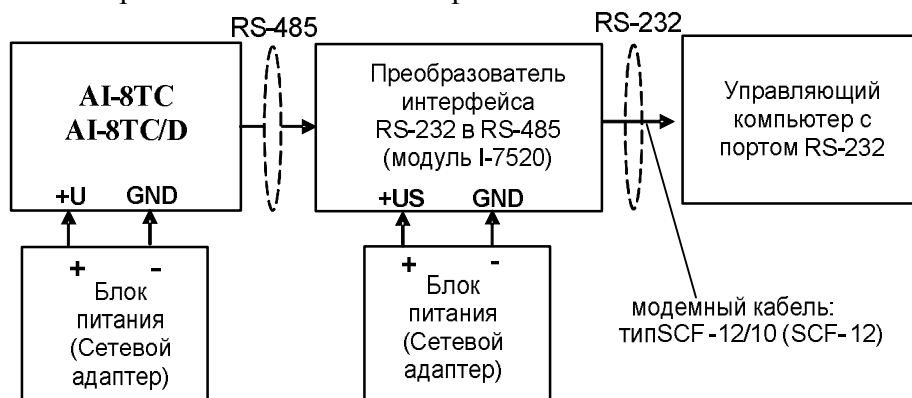 RS-485
RS-232
AI-8TC
AI-8TC/D
+U GND
Преобразователь
интерфейса
RS-232 в RS-485
(модуль I-7520)
+US GND
Управляющий
компьютер с
портом RS-232
+ -
Блок
питания
(Сетевой
адаптер)
+ -
Блок
питания
(Сетевой
адаптер)
модемный кабель:
типSCF-12/10 (SCF-12)